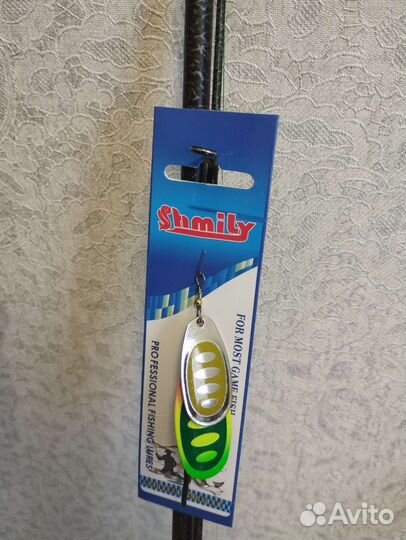 Shmily
FOR MOST GAME FISH
PROFESSIONAL FISHING LURES
Avito